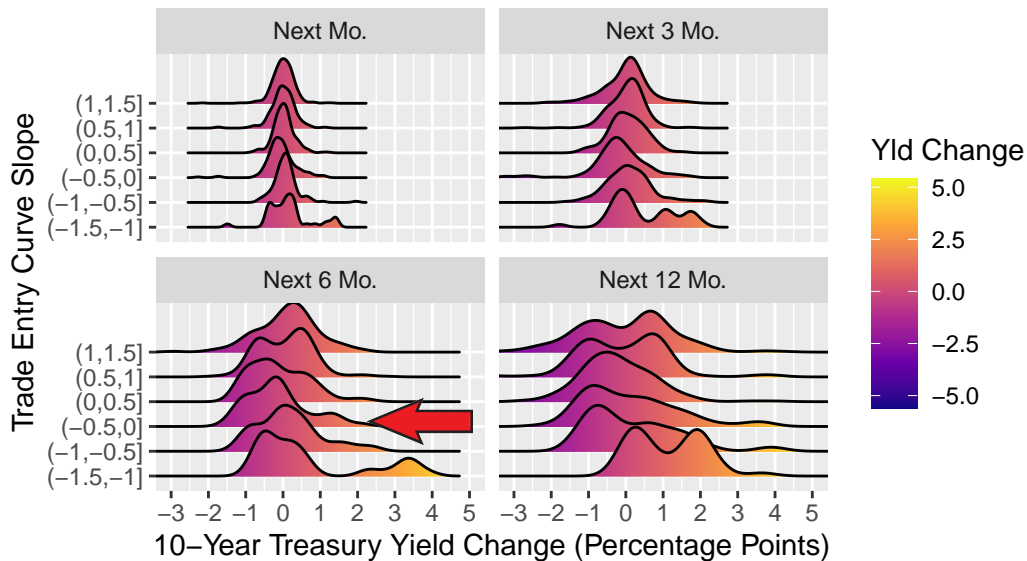 Next Mo.
Next 3 Mo.
(1,1.5]
(0.5,1]
(0,0.5]
(−0.5,0]
(−1,−0.5]
(−1.5,−1]
Next 6 Mo.
Next 12 Mo.
(1,1.5]
(0.5,1]
(0,0.5]
(−0.5,0]
(−1,−0.5]
(−1.5,−1]
−3 −2 −1 0 1 2 3 4 5
−3 −2 −1 0 1 2 3 4 5
10−Year Treasury Yield Change (Percentage Points)
Trade Entry Curve Slope
Yld Change
5.0
2.5
0.0
−2.5
−5.0